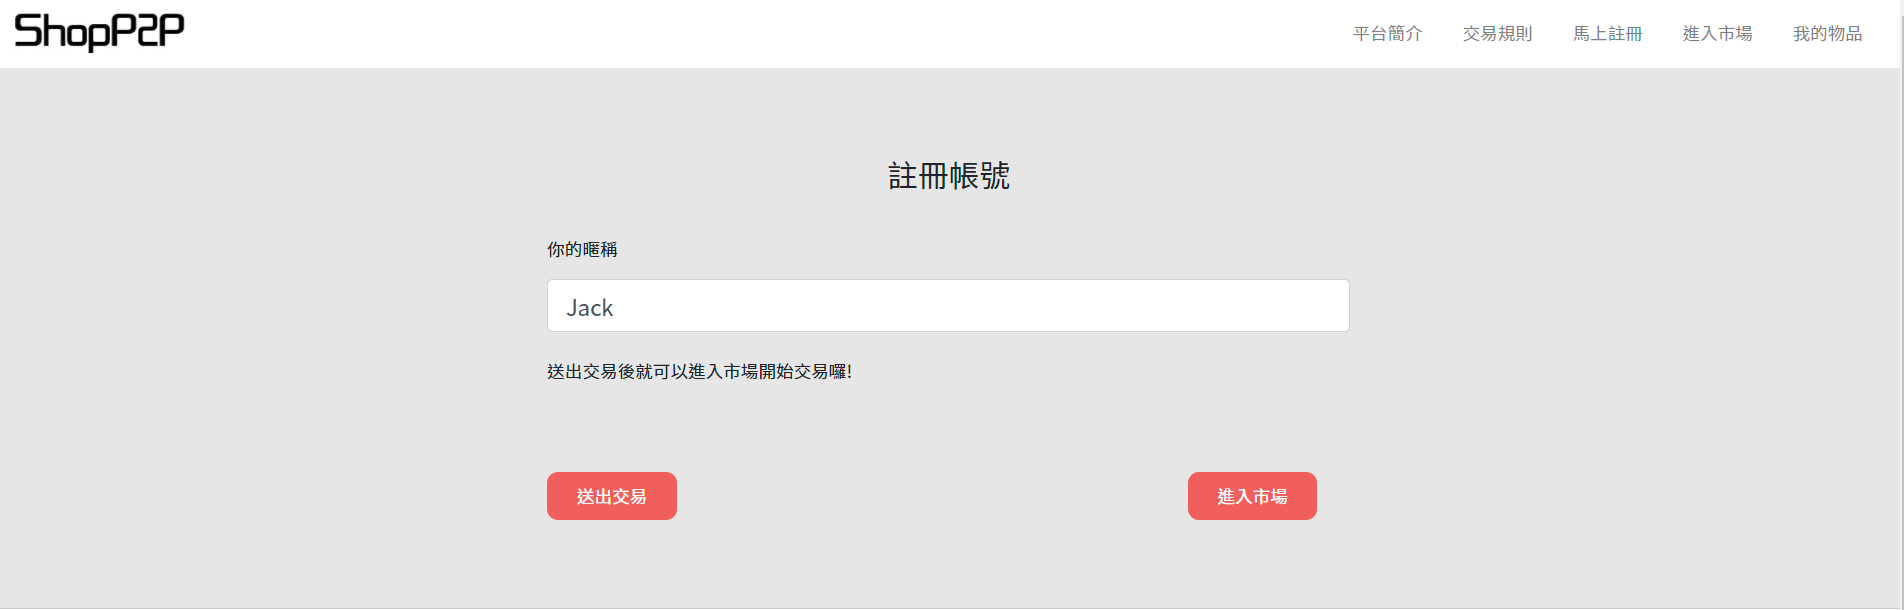 ShopP2P
平台簡介 交易規則 馬上註冊 進入市場 我的物品
註冊帳號
你的暱稱
Jack
送出交易後就可以進入市場開始交易囉!
送出交易 進入市場